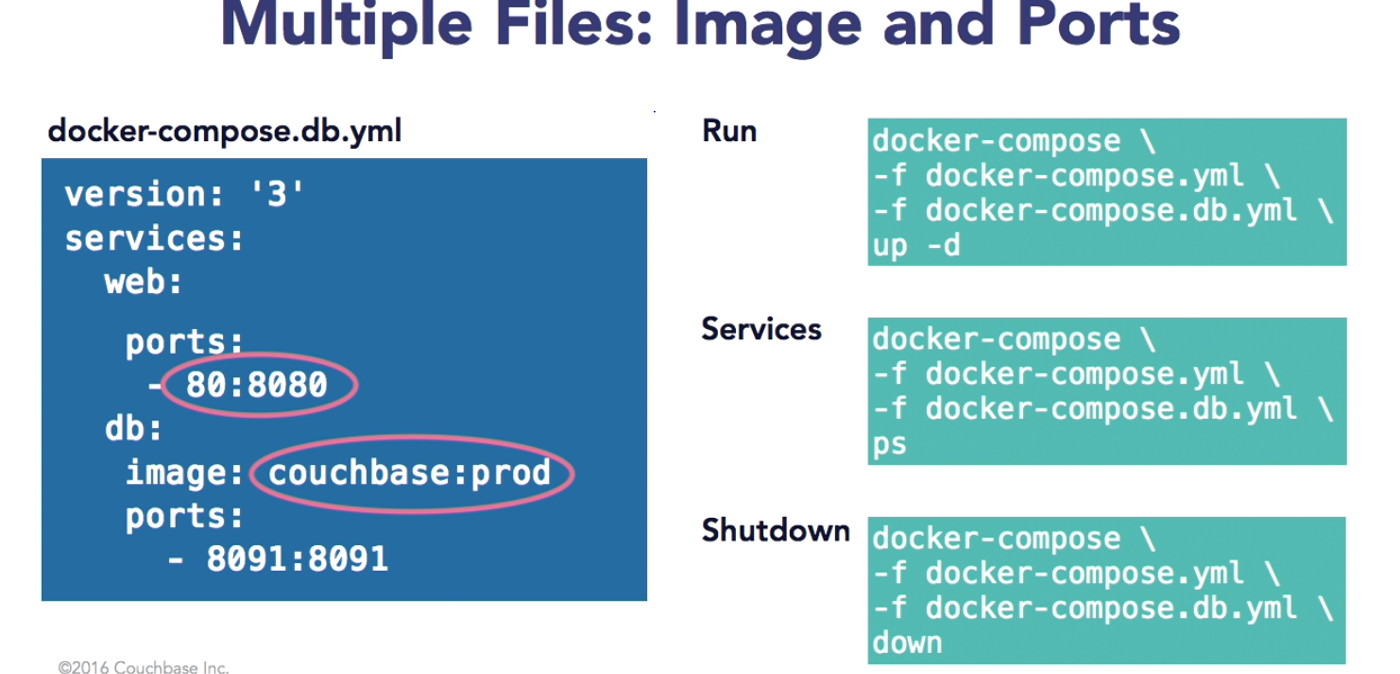 Multiple Files: Image and Ports
docker-compose.db.yml
version: '3'
services:
web:
ports:
- 80:8080
db:
image: couchbase:prod
ports:
- 8091:8091
Run
docker-compose \
-f docker-compose.yml \
-f docker-compose.db.yml \
up -d
Services
docker-compose \
-f docker-compose.yml \
-f docker-compose.db.yml \
ps
Shutdown
docker-compose \
-f docker-compose.yml \
-f docker-compose.db.yml \
down
©2016 Couchbase Inc.